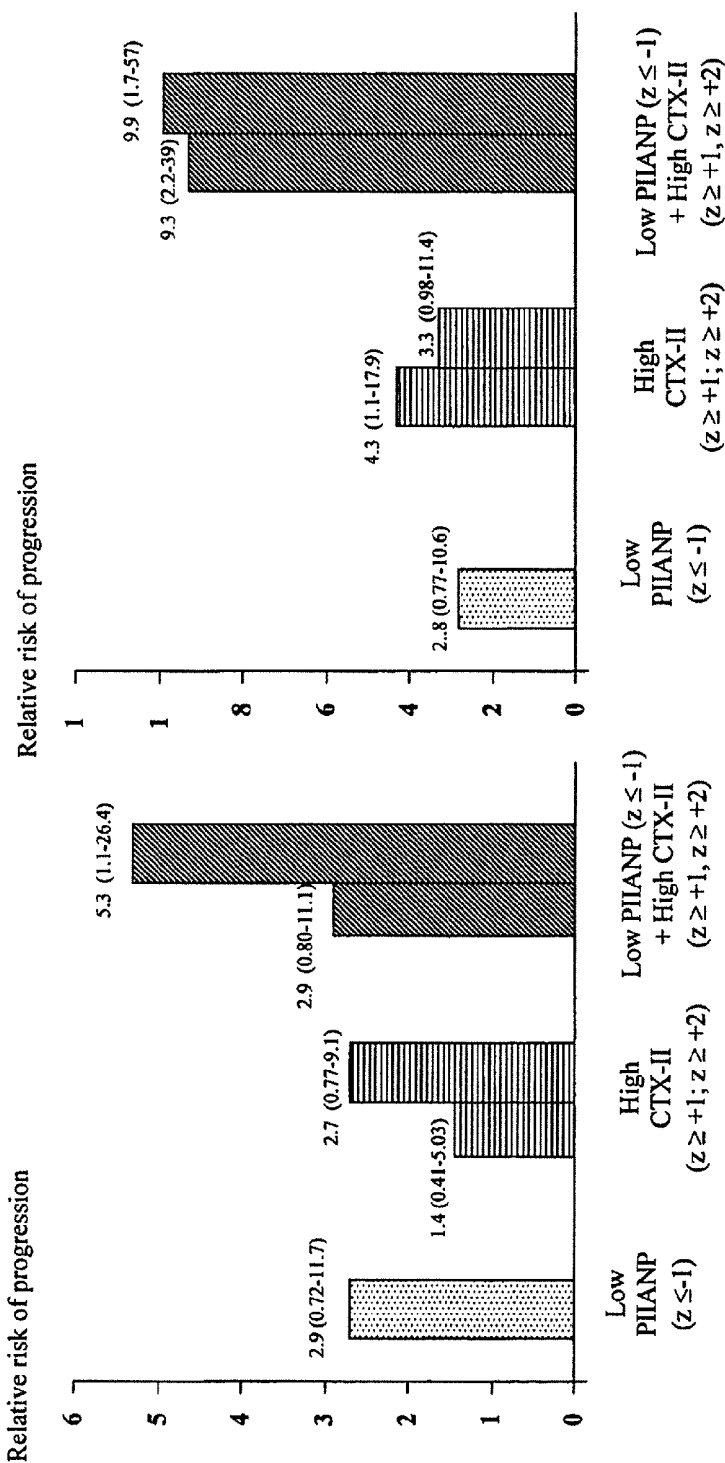 Relative risk of progression
6
5
4
3
2
1
0
2.9 (0.72-11.7)
1.4 (0.41-5.03)
2.7 (0.77-9.1)
2.9 (0.80-11.1)
5.3 (1.1-26.4)
Low
PIIANP
(z ≤-1)
High
CTX-II
(z ≥ +1; z ≥ +2)
Low PIIANP (z ≤ -1)
+ High CTX-II
(z ≥ +1, z ≥ +2)
Relative risk of progression
1
1
8
6
4
2
0
2..8 (0.77-10.6)
4.3 (1.1-17.9)
3.3 (0.98-11.4)
9.3 (2.2-39)
9.9 (1.7-57)
Low
PIIANP
(z ≤ -1)
High
CTX-II
(z ≥ +1; z ≥ +2)
Low PIIANP (z ≤ -1)
+ High CTX-II
(z ≥ +1, z ≥ +2)